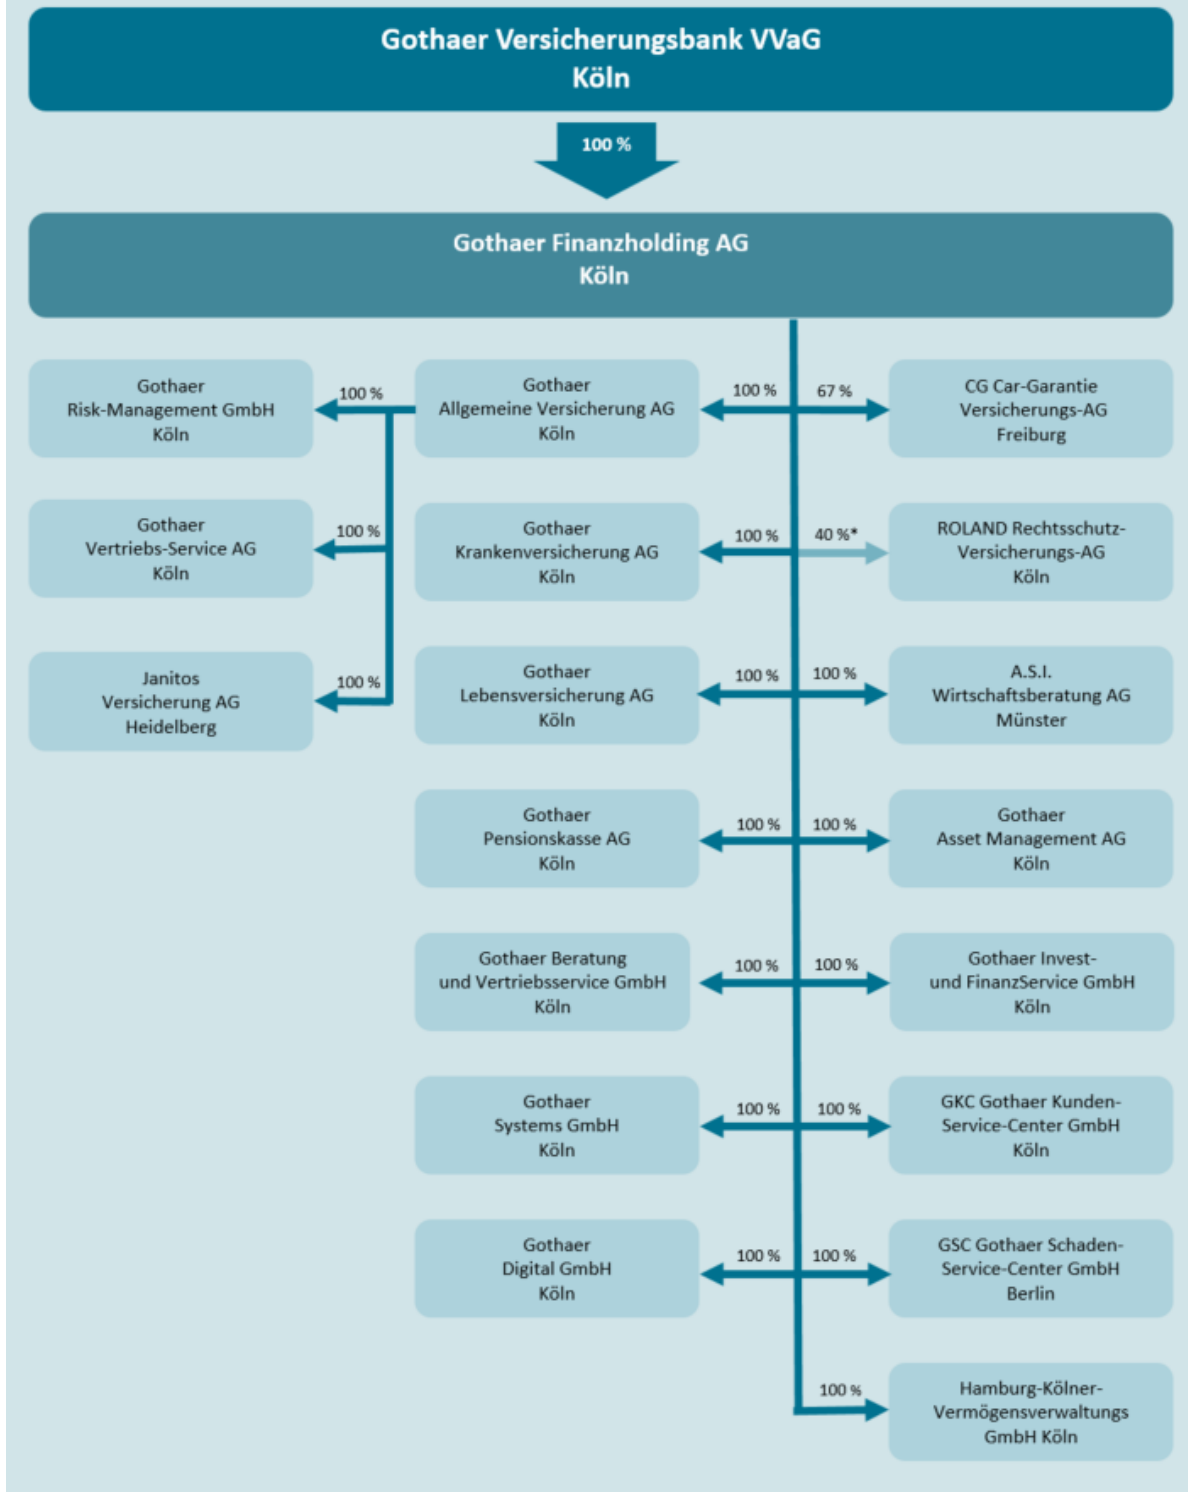 Gothaer Versicherungsbank VVaG
Köln
100 %
Gothaer Finanzholding AG
Köln
Gothaer
Risk-Management GmbH
Köln
100 %
Gothaer
Allgemeine Versicherung AG
Köln
100 %
67 %
CG Car-Garantie
Versicherungs-AG
Freiburg
Gothaer
Vertriebs-Service AG
Köln
100 %
Gothaer
Krankenversicherung AG
Köln
100 %
40 %*
ROLAND Rechtsschutz-
Versicherungs-AG
Köln
Janitos
Versicherung AG
Heidelberg
100 %
Gothaer
Lebensversicherung AG
Köln
100 %
100 %
A.S.I.
Wirtschaftsberatung AG
Münster
Gothaer
Pensionskasse AG
Köln
100 %
100 %
Gothaer
Asset Management AG
Köln
Gothaer Beratung
und Vertriebsservice GmbH
Köln
100 %
100 %
Gothaer Invest-
und FinanzService GmbH
Köln
Gothaer
Systems GmbH
Köln
100 %
100 %
GKC Gothaer Kunden-
Service-Center GmbH
Köln
Gothaer
Digital GmbH
Köln
100 %
100 %
GSC Gothaer Schaden-
Service-Center GmbH
Berlin
100 %
Hamburg-Kölner-
Vermögensverwaltungs
GmbH Köln